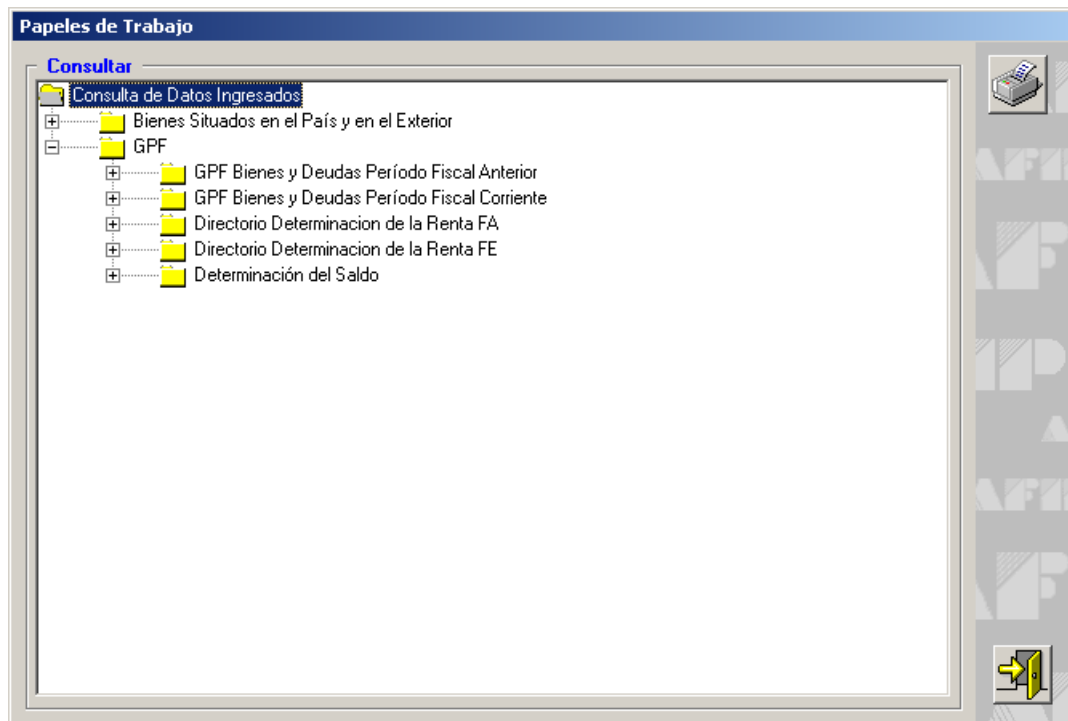 Papeles de Trabajo
Consultar
Consulta de Datos Ingresados
Bienes Situados en el País y en el Exterior
GPF
GPF Bienes y Deudas Período Fiscal Anterior
GPF Bienes y Deudas Período Fiscal Corriente
Directorio Determinacion de la Renta FA
Directorio Determinacion de la Renta FE
Determinación del Saldo